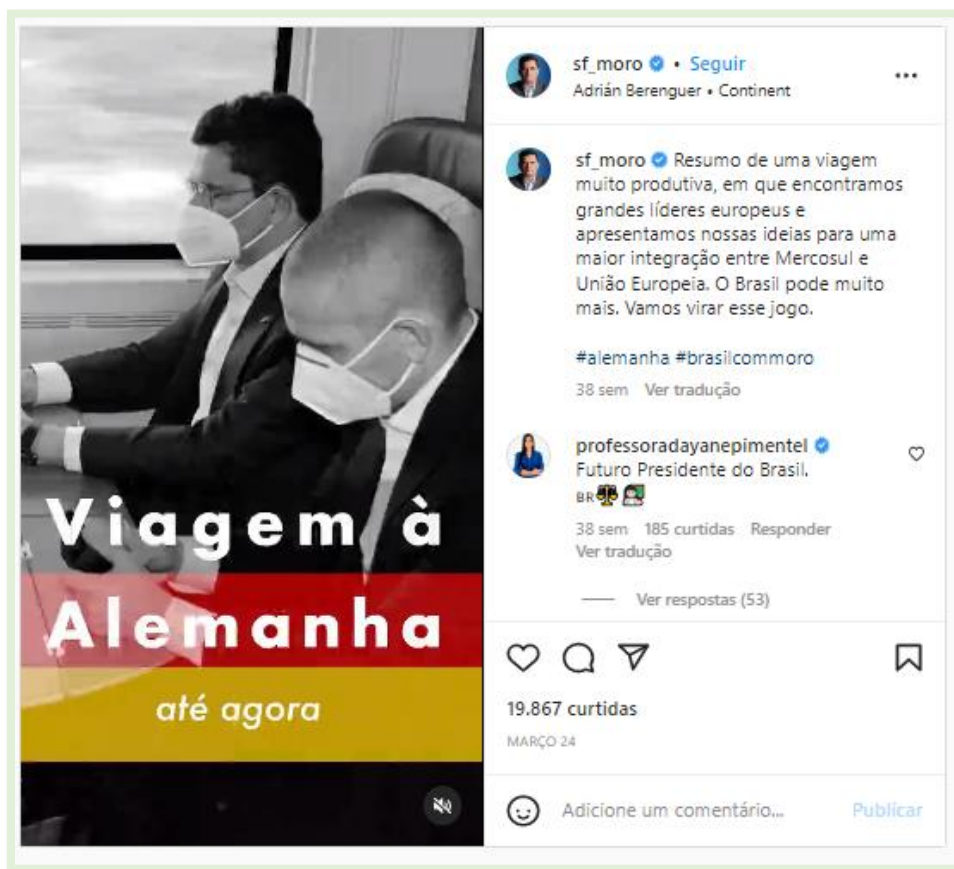 Viagem à
Alemanha
até agora
sf_moro • Seguir
Adrián Berenguer • Continent
sf_moro Resumo de uma viagem
muito produtiva, em que encontramos
grandes líderes europeus e
apresentamos nossas ideias para uma
maior integração entre Mercosul e
União Europeia. O Brasil pode muito
mais. Vamos virar esse jogo.
#alemanha #brasilcommoro
38 sem Ver tradução
professoradayanepimentel
Futuro Presidente do Brasil.
BR
38 sem 185 curtidas Responder
Ver tradução
Ver respostas (53)
19.867 curtidas
MARÇO 24
Adicione um comentário... Publicar